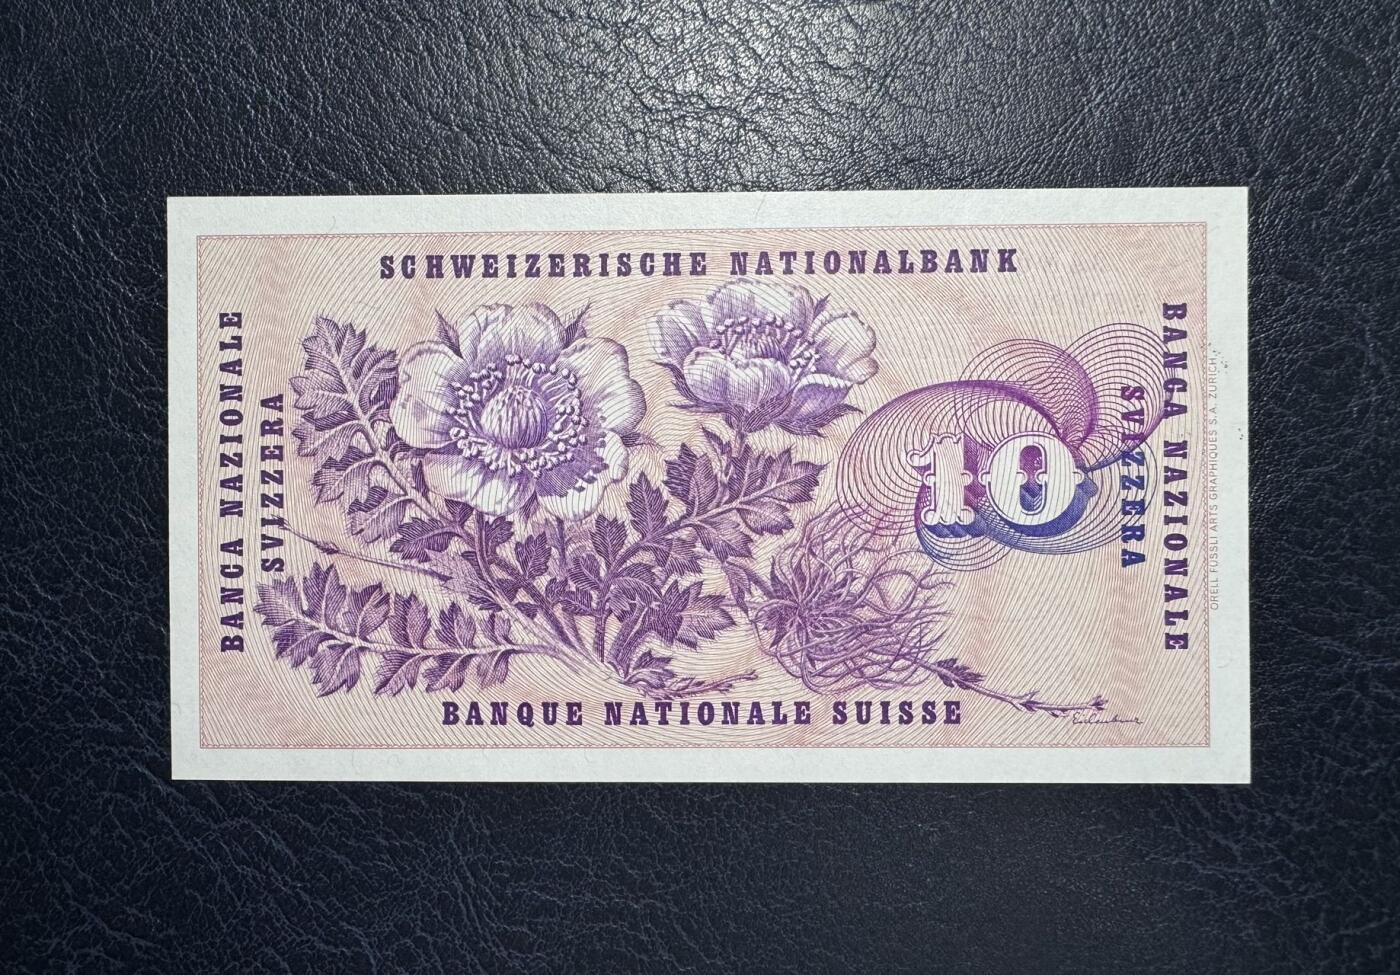 SCHWEIZERISCHE NATIONALBANK
BANCA NAZIONALE
SVIZZERA
10
BANCA NAZIONALE
SVIZZERA
ORELL FÜSSLI ARTS GRAPHIQUES S.A. ZURICH
BANQUE NATIONALE SUISSE